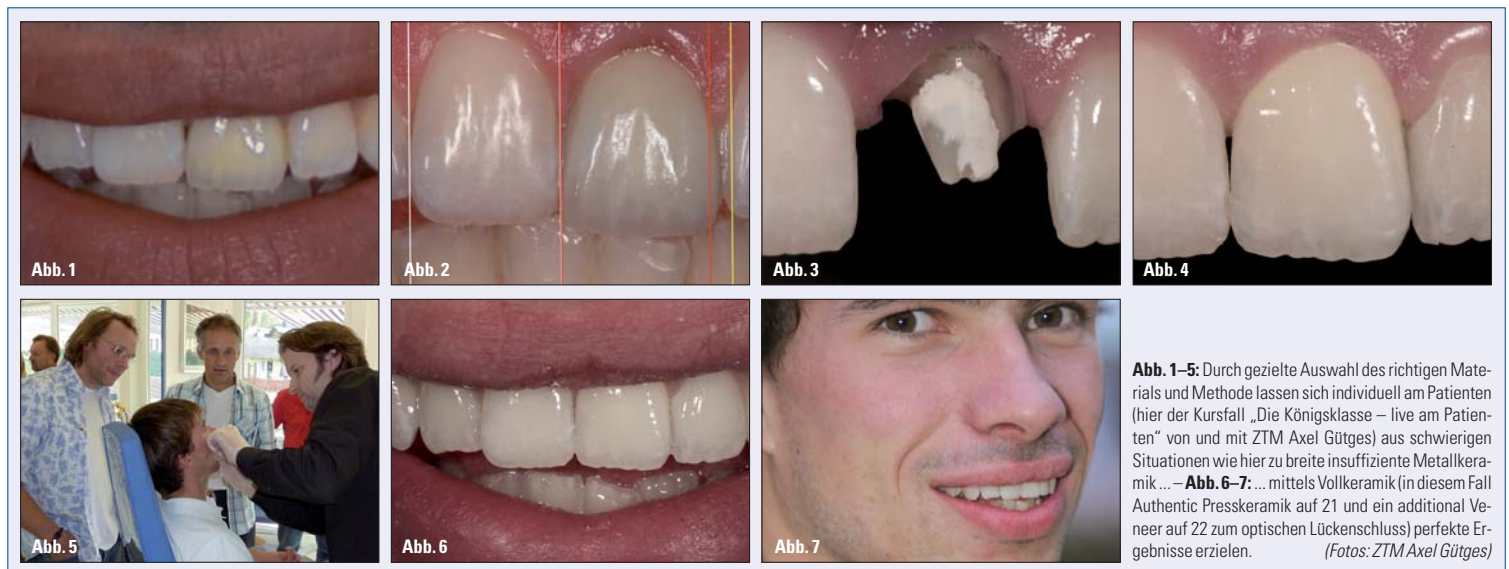 Abb. 1
Abb. 2
Abb. 3
Abb. 4
Abb. 5
Abb. 6
Abb. 7
Abb. 1–5: Durch gezielte Auswahl des richtigen Mate-
rials und Methode lassen sich individuell am Patienten
(hier der Kursfall „Die Königsklasse – live am Patien-
ten“ von und mit ZTM Axel Gütges) aus schwierigen
Situationen wie hier zu breite insuffiziente Metallkera-
mik ... – Abb. 6–7: ... mittels Vollkeramik (in diesem Fall
Authentic Presskeramik auf 21 und ein additional Ve-
neer auf 22 zum optischen Lückenschluss) perfekte Er-
gebnisse erzielen. (Fotos: ZTM Axel Gütges)